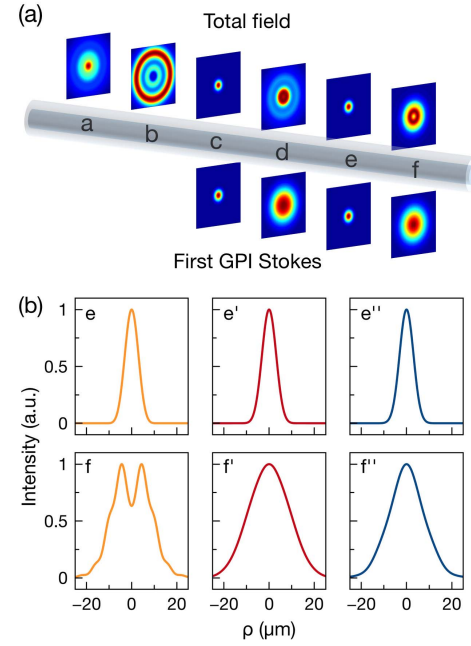 (a)
Total field
a b c d e f
First GPI Stokes
(b)
Intensity (a.u.)
1
0.5
0
e
e'
e''
1
0.5
0
f
f'
f''
−20 0 20
−20 0 20
−20 0 20
ρ (μm)